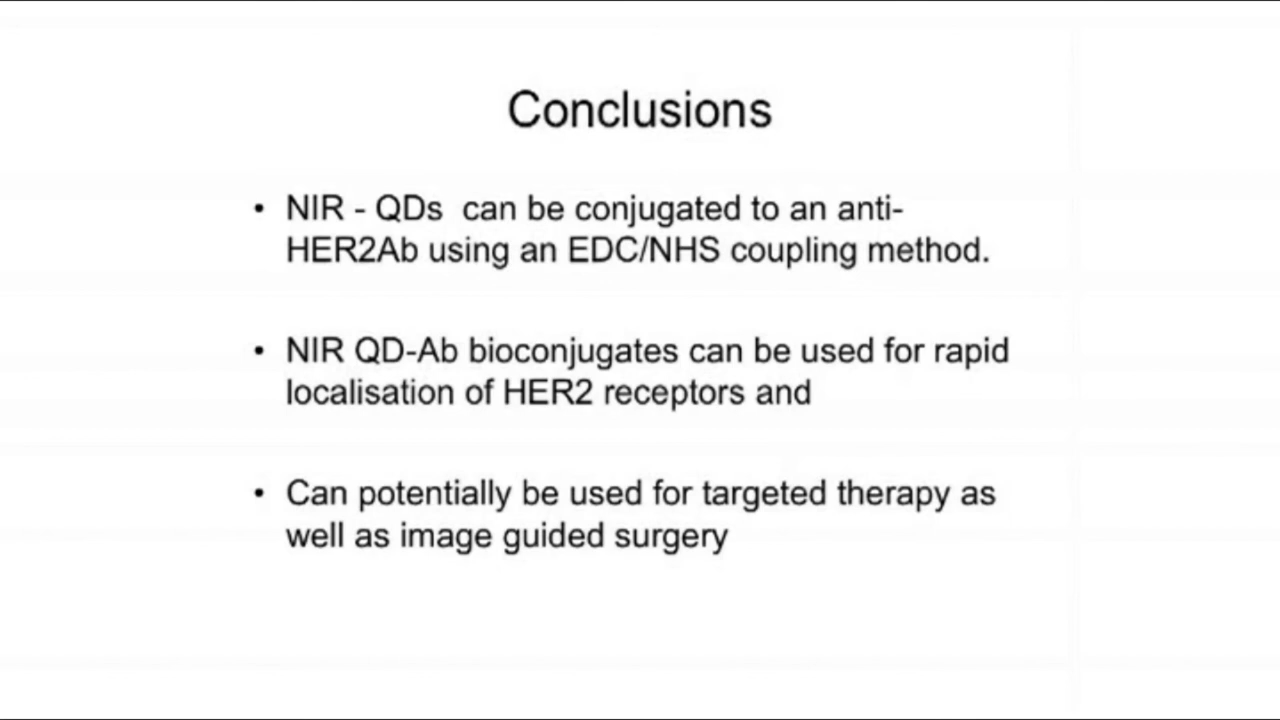 Conclusions
• NIR - QDs  can be conjugated to an anti-
HER2Ab using an EDC/NHS coupling method.
• NIR QD-Ab bioconjugates can be used for rapid
localisation of HER2 receptors and
• Can potentially be used for targeted therapy as
well as image guided surgery